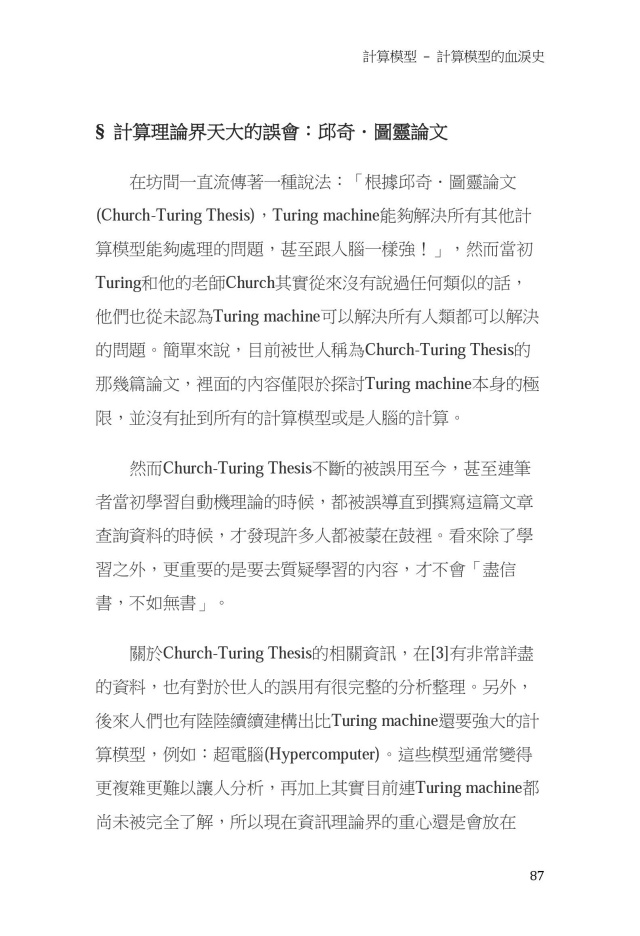 計算模型 – 計算模型的血淚史
§ 計算理論界天大的誤會：邱奇．圖靈論文
在坊間一直流傳著一種說法：「根據邱奇．圖靈論文
(Church-Turing Thesis)，Turing machine能夠解決所有其他計
算模型能夠處理的問題，甚至跟人腦一樣強！」，然而當初
Turing和他的老師Church其實從來沒有說過任何類似的話，
他們也從未認為Turing machine可以解決所有人類都可以解決
的問題。簡單來說，目前被世人稱為Church-Turing Thesis的
那幾篇論文，裡面的內容僅限於探討Turing machine本身的極
限，並沒有扯到所有的計算模型或是人腦的計算。
然而Church-Turing Thesis不斷的被誤用至今，甚至連筆
者當初學習自動機理論的時候，都被誤導直到撰寫這篇文章
查詢資料的時候，才發現許多人都被蒙在鼓裡。看來除了學
習之外，更重要的是要去質疑學習的內容，才不會「盡信
書，不如無書」。
關於Church-Turing Thesis的相關資訊，在[3]有非常詳盡
的資料，也有對於世人的誤用有很完整的分析整理。另外，
後來人們也有陸陸續續建構出比Turing machine還要強大的計
算模型，例如：超電腦(Hypercomputer)。這些模型通常變得
更複雜更難以讓人分析，再加上其實目前連Turing machine都
尚未被完全了解，所以現在資訊理論界的重心還是會放在
87